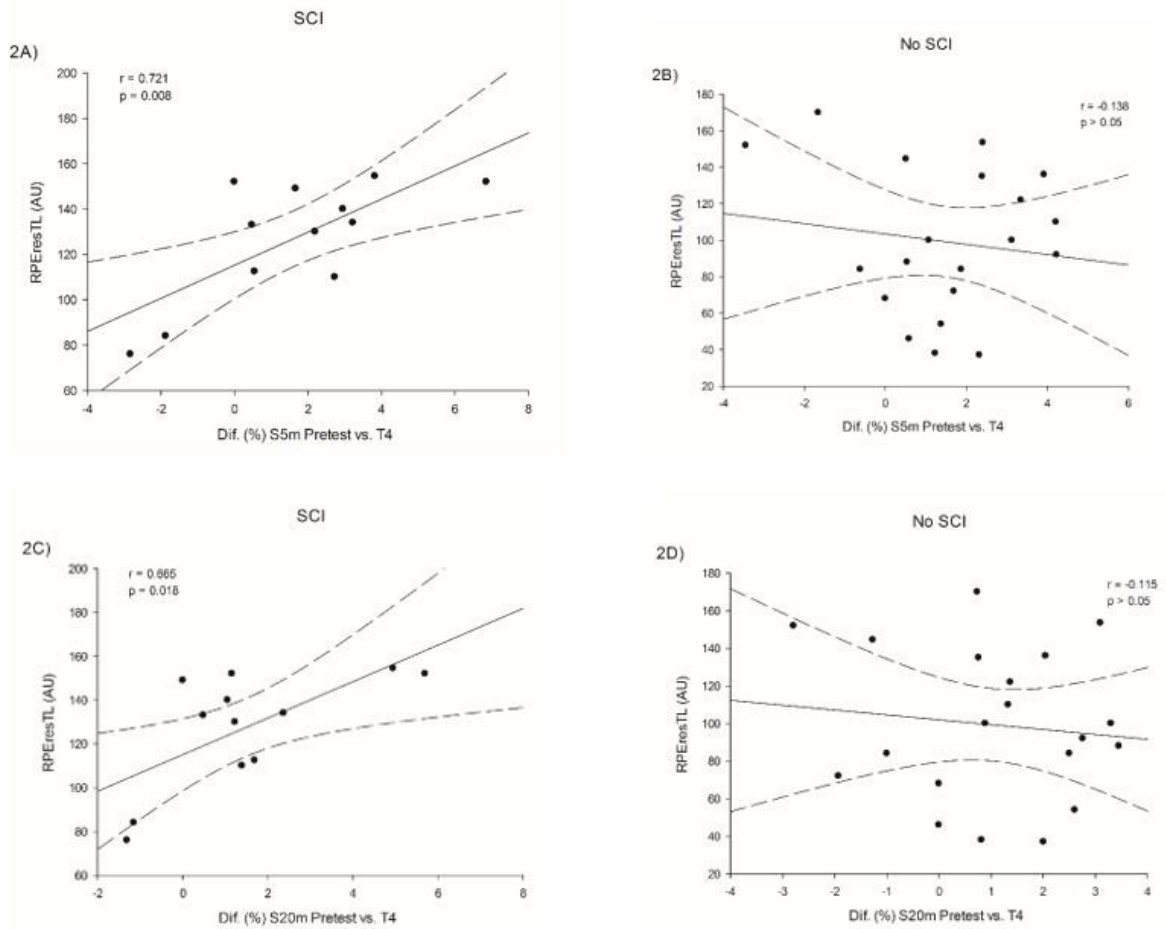 SCI
2A)
r = 0.721
p = 0.008
200
180
160
140
120
100
80
60
RPEresTL (AU)
-4 -2 0 2 4 6 8
Dif. (%) S5m Pretest vs. T4
No SCI
2B)
r = -0.138
p > 0.05
180
160
140
120
100
80
60
40
20
RPEresTL (AU)
-4 -2 0 2 4 6
Dif. (%) S5m Pretest vs. T4
SCI
2C)
r = 0.665
p = 0.018
200
180
160
140
120
100
80
60
RPEresTL (AU)
-2 0 2 4 6 8
Dif. (%) S20m Pretest vs. T4
No SCI
2D)
r = -0.115
p > 0.05
180
160
140
120
100
80
60
40
20
RPEresTL (AU)
-4 -3 -2 -1 0 1 2 3 4
Dif. (%) S20m Pretest vs. T4